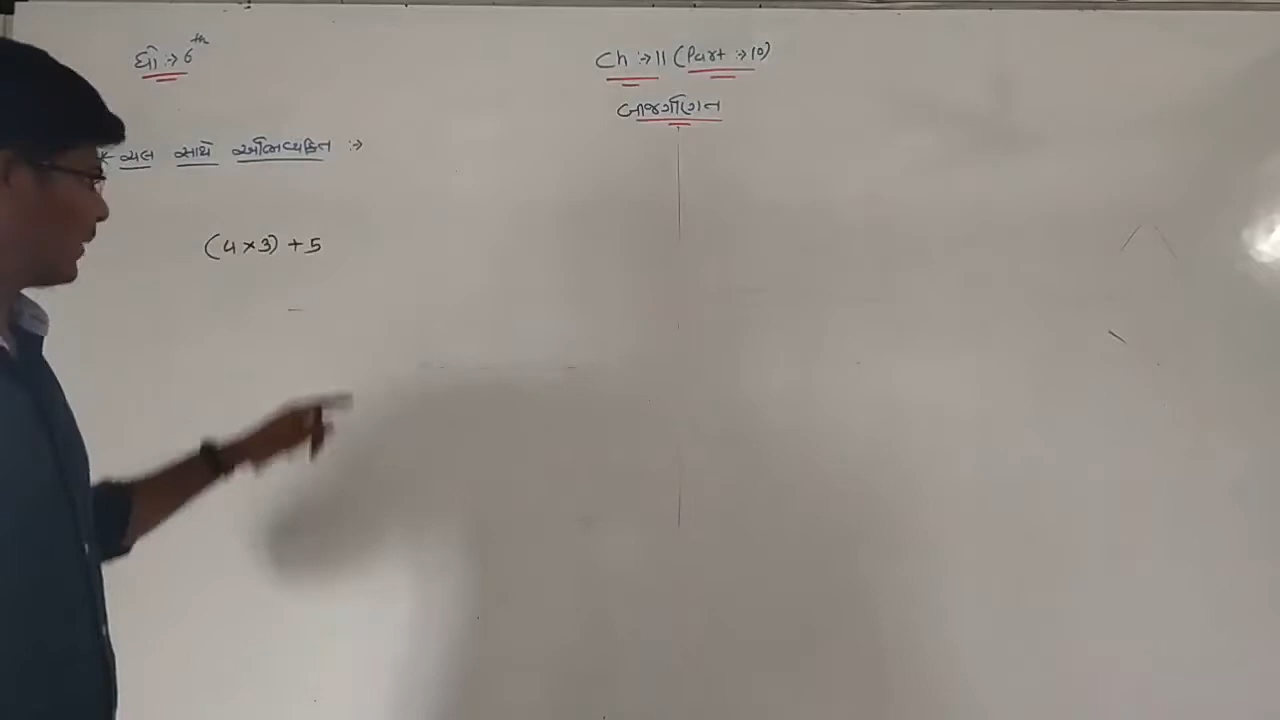 ધો :→ 6th
Ch :→ 11 (Part :→ 10)
બીજગણિત
* ચલ સાથે અભિવ્યક્તિ :→
(4 × 3) + 5